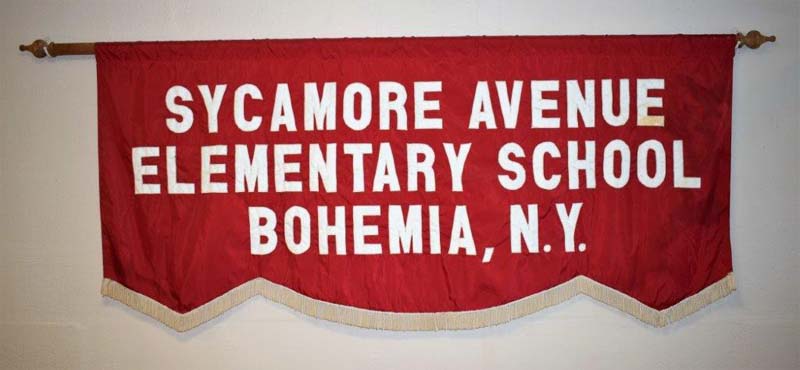 SYCAMORE AVENUE
ELEMENTARY SCHOOL
BOHEMIA, N.Y.